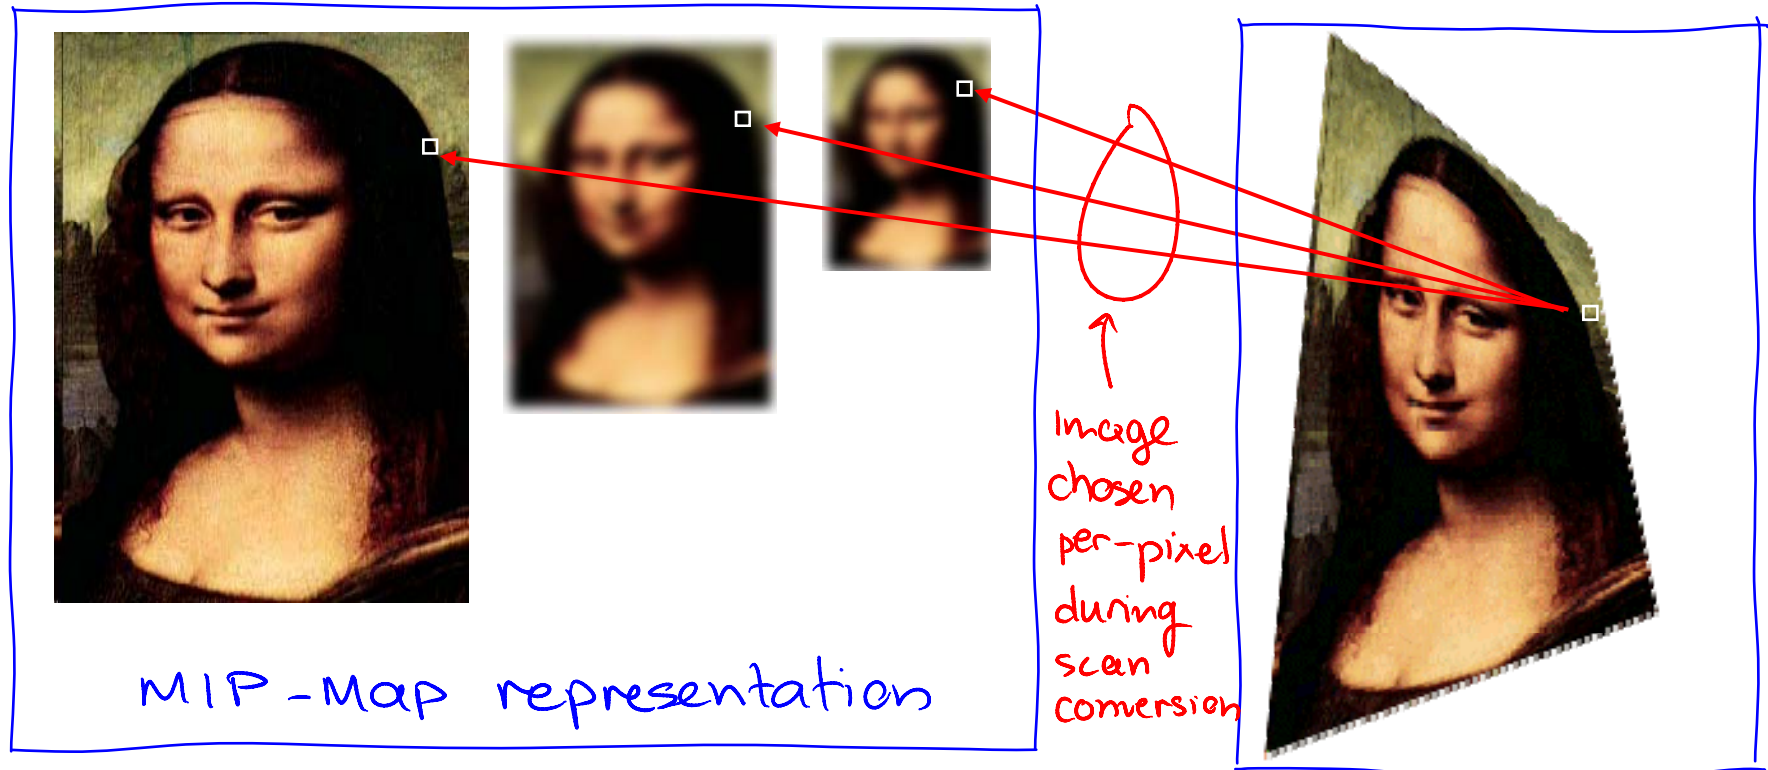 MIP-Map representation
Image
chosen
per-pixel
during
scan
conversion